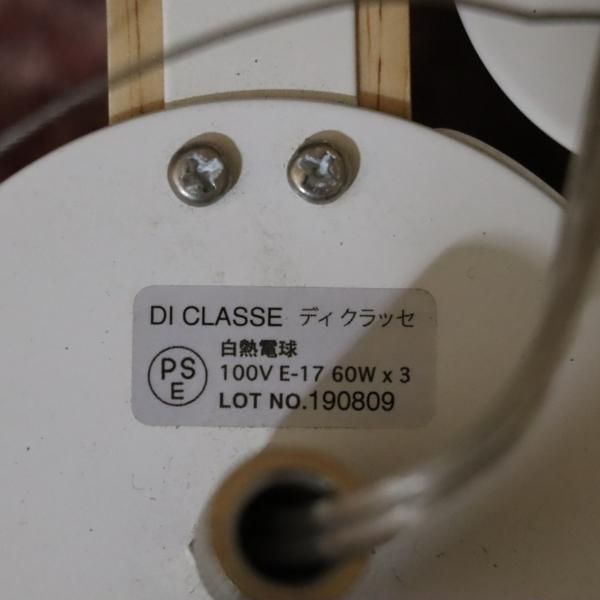 DI CLASSE ディ クラッセ
白熱電球
PS
E
100V E-17 60W x 3
LOT NO.190809